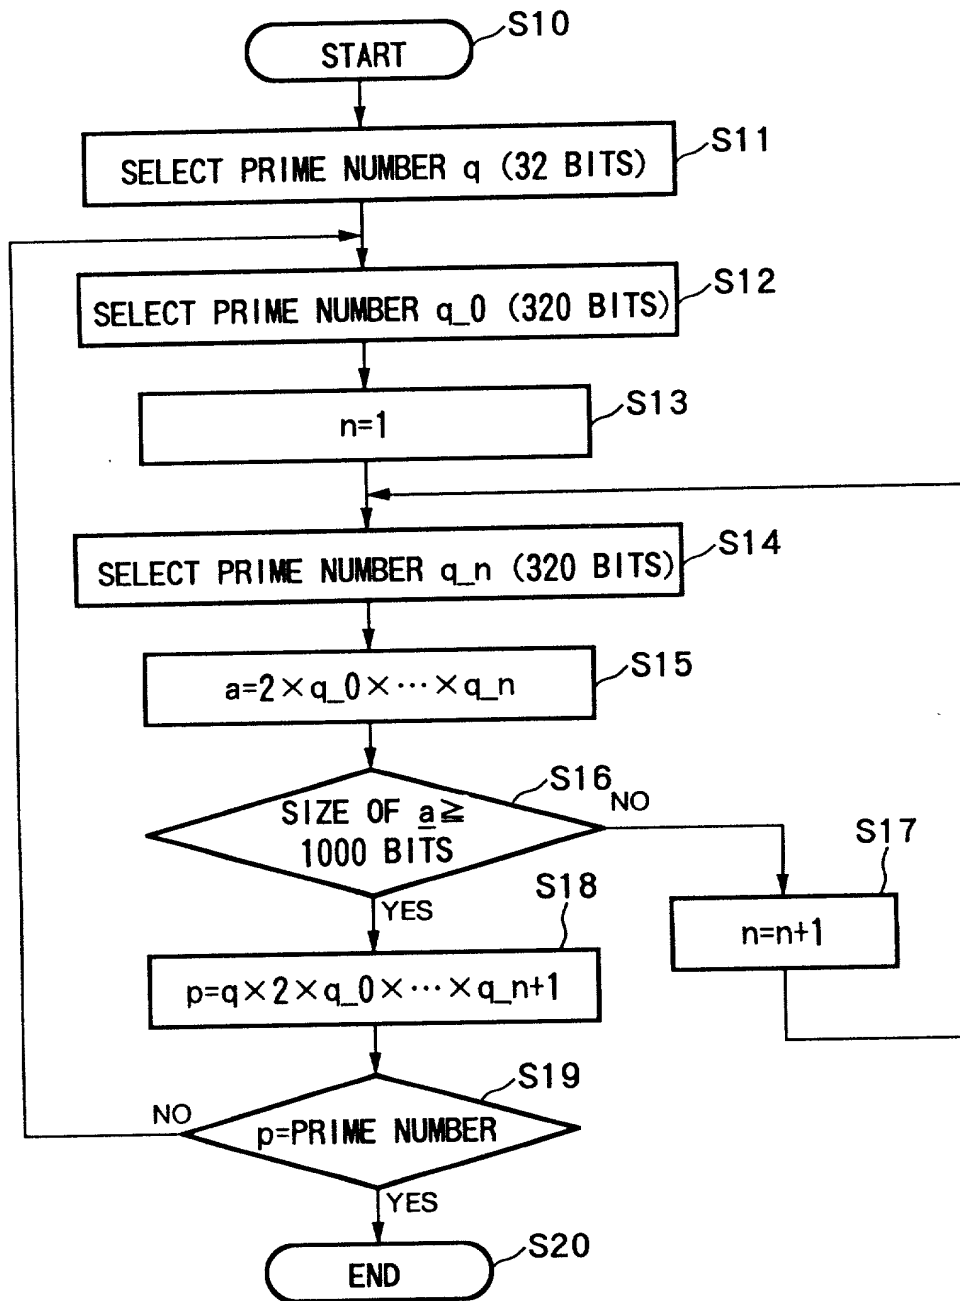 START
S10
SELECT PRIME NUMBER q (32 BITS)
S11
SELECT PRIME NUMBER q_0 (320 BITS)
S12
n=1
S13
SELECT PRIME NUMBER q_n (320 BITS)
S14
a=2×q_0×···×q_n
S15
SIZE OF a≧
1000 BITS
S16
NO
YES
n=n+1
S17
p=q×2×q_0×···×q_n+1
S18
p=PRIME NUMBER
S19
NO
YES
END
S20